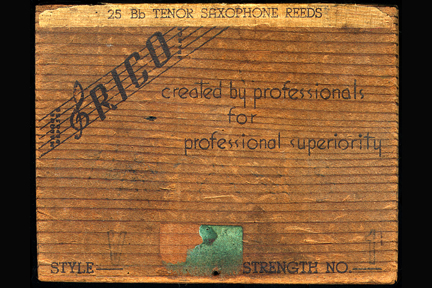 25 Bb TENOR SAXOPHONE REEDS
RICO
created by professionals
for
professional superiority
STYLE
STRENGTH NO.